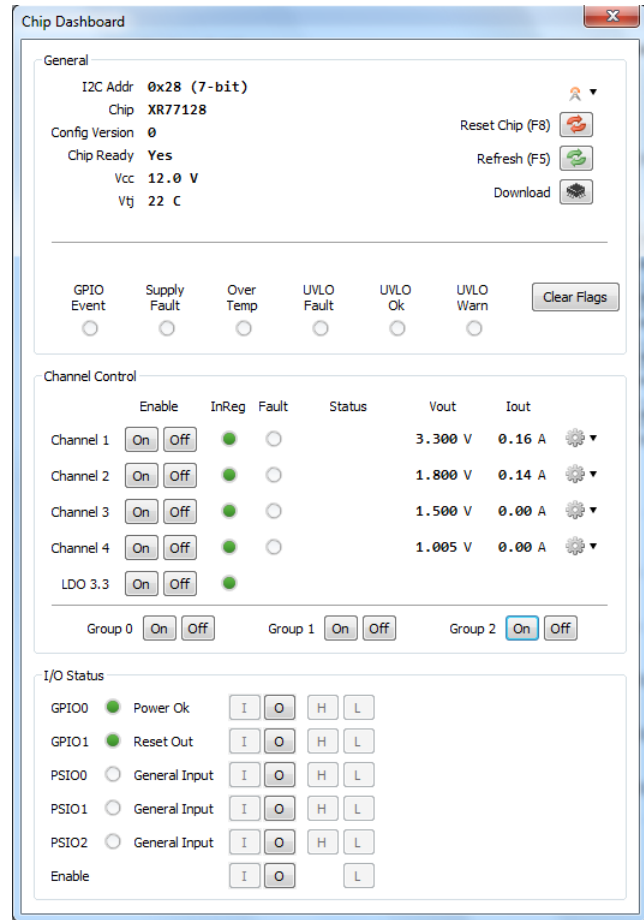 Chip Dashboard
General
I2C Addr 0x28 (7-bit)
Chip XR77128
Config Version 0
Chip Ready Yes
Vcc 12.0 V
Vtj 22 C
Reset Chip (F8)
Refresh (F5)
Download
GPIO Event Supply Fault Over Temp UVLO Fault UVLO Ok UVLO Warn Clear Flags
Channel Control
Enable InReg Fault Status Vout Iout
Channel 1 On Off 3.300 V 0.16 A
Channel 2 On Off 1.800 V 0.14 A
Channel 3 On Off 1.500 V 0.00 A
Channel 4 On Off 1.005 V 0.00 A
LDO 3.3 On Off
Group 0 On Off Group 1 On Off Group 2 On Off
I/O Status
GPIO0 Power Ok I O H L
GPIO1 Reset Out I O H L
PSIO0 General Input I O H L
PSIO1 General Input I O H L
PSIO2 General Input I O H L
Enable I O L